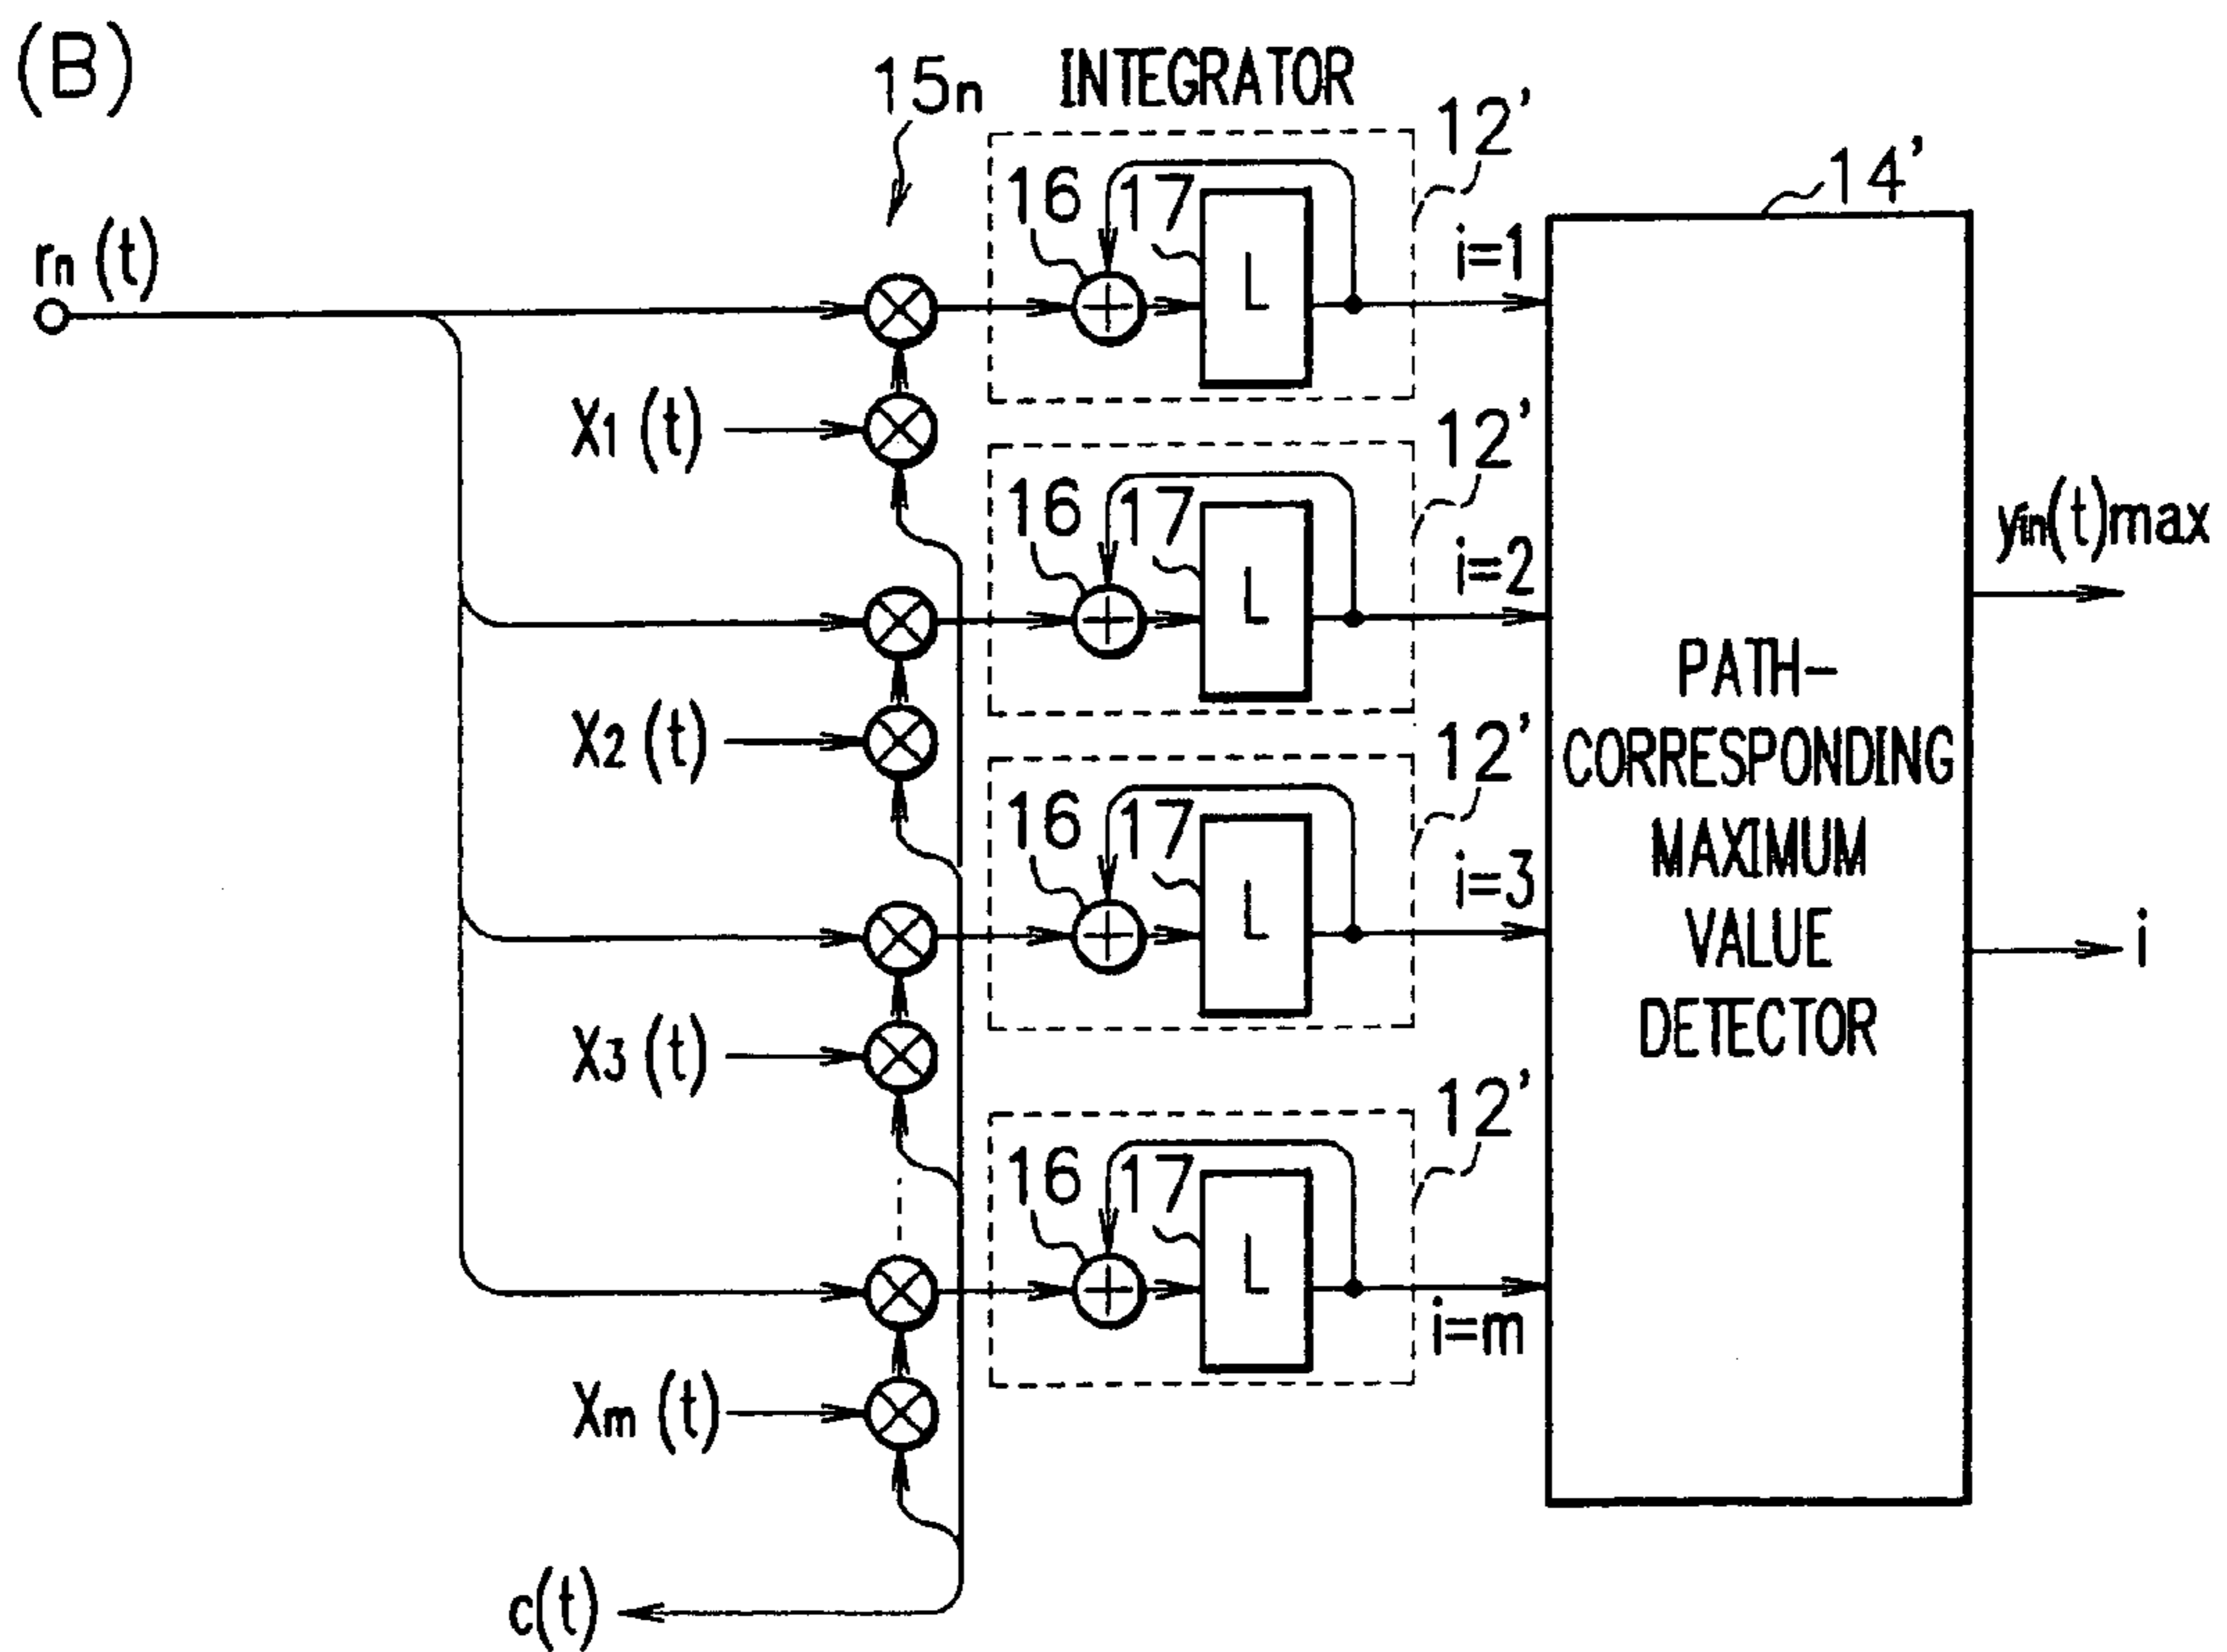 (B)
15n
INTEGRATOR
12'
14'
rn (t)
16
17
L
i=1
X1 (t)
12'
16
17
L
i=2
yin(t)max
X2 (t)
PATH-
CORRESPONDING
MAXIMUM
VALUE
DETECTOR
12'
16
17
L
i=3
i
X3 (t)
12'
16
17
L
i=m
Xm (t)
c(t)